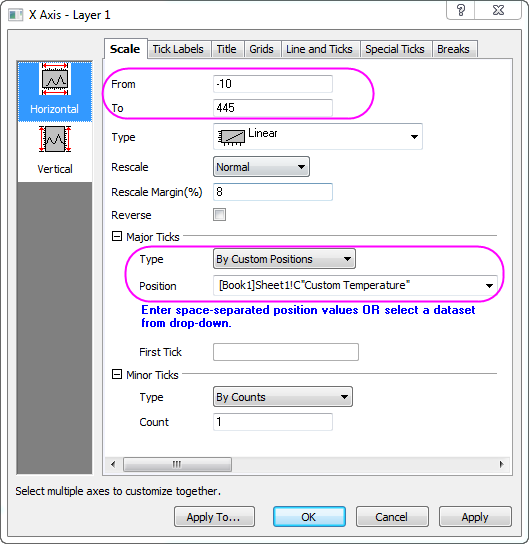 X Axis - Layer 1
?
Scale Tick Labels Title Grids Line and Ticks Special Ticks Breaks
Horizontal
Vertical
From -10
To 445
Type Linear
Rescale Normal
Rescale Margin(%) 8
Reverse
Major Ticks
Type By Custom Positions
Position [Book1]Sheet1!C"Custom Temperature"
Enter space-separated position values OR select a dataset
from drop-down.
First Tick
Minor Ticks
Type By Counts
Count 1
Select multiple axes to customize together.
Apply To... OK Cancel Apply